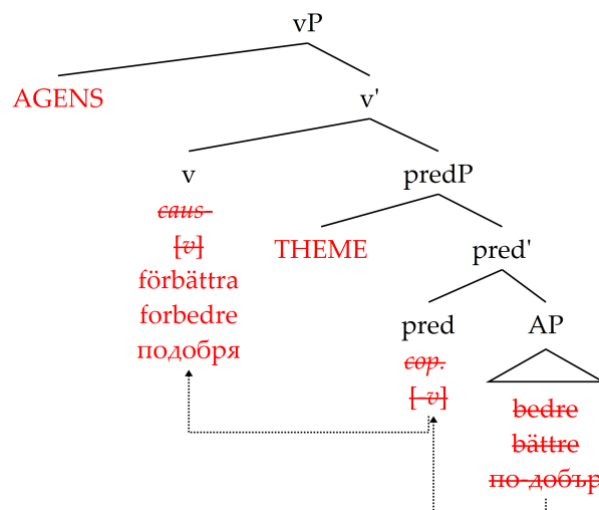 vP
AGENS v'
v predP
caus-
[v] THEME pred'
förbättra
forbedre pred AP
подобря cop.
[-v] bedre
bättre
по-добър